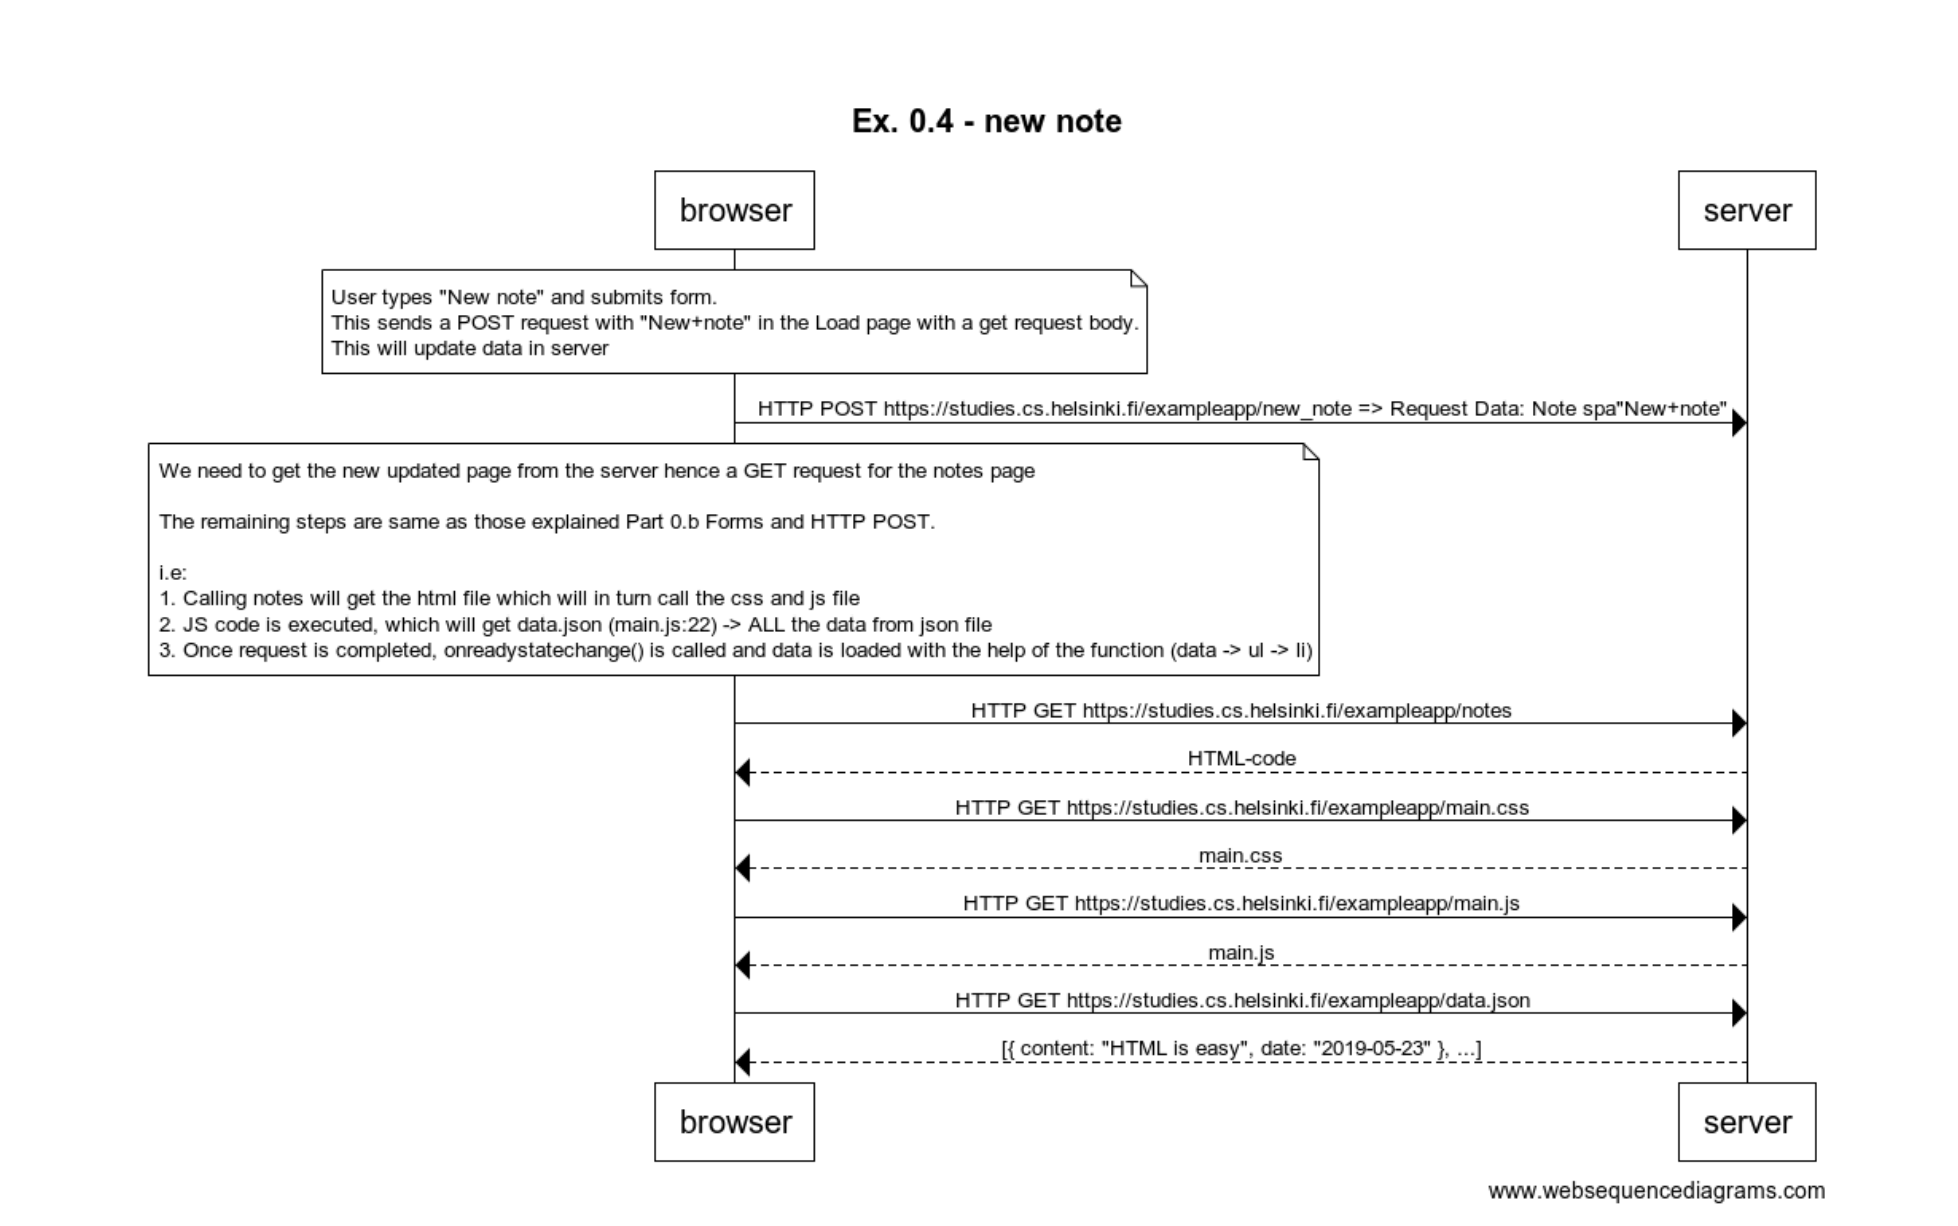 Ex. 0.4 - new note
browser
server
User types "New note" and submits form.
This sends a POST request with "New+note" in the Load page with a get request body.
This will update data in server
HTTP POST https://studies.cs.helsinki.fi/exampleapp/new_note => Request Data: Note spa"New+note"
We need to get the new updated page from the server hence a GET request for the notes page
The remaining steps are same as those explained Part 0.b Forms and HTTP POST.
i.e:
1. Calling notes will get the html file which will in turn call the css and js file
2. JS code is executed, which will get data.json (main.js:22) -> ALL the data from json file
3. Once request is completed, onreadystatechange() is called and data is loaded with the help of the function (data -> ul -> li)
HTTP GET https://studies.cs.helsinki.fi/exampleapp/notes
HTML-code
HTTP GET https://studies.cs.helsinki.fi/exampleapp/main.css
main.css
HTTP GET https://studies.cs.helsinki.fi/exampleapp/main.js
main.js
HTTP GET https://studies.cs.helsinki.fi/exampleapp/data.json
[{ content: "HTML is easy", date: "2019-05-23" }, ...]
browser
server
www.websequencediagrams.com